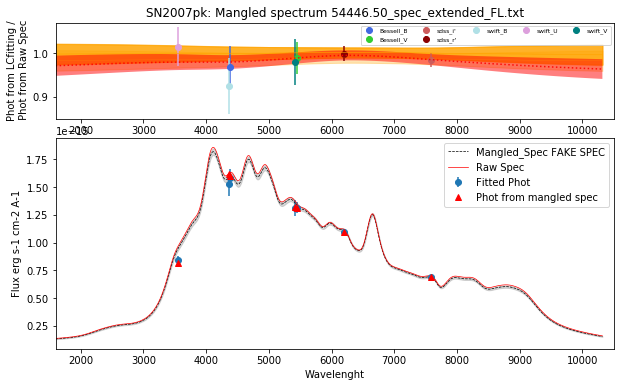 SN2007pk: Mangled spectrum 54446.50_spec_extended_FL.txt
Phot from LCfitting /
Phot from Raw Spec
1.0
0.9
Bessell_B
Bessell_V
sdss_i'
sdss_r'
swift_B
swift_U
swift_V
2000 3000 4000 5000 6000 7000 8000 9000 10000
Flux erg s-1 cm-2 A-1
1.75
1.50
1.25
1.00
0.75
0.50
0.25
Mangled_Spec FAKE SPEC
Raw Spec
Fitted Phot
Phot from mangled spec
2000 3000 4000 5000 6000 7000 8000 9000 10000
Wavelenght